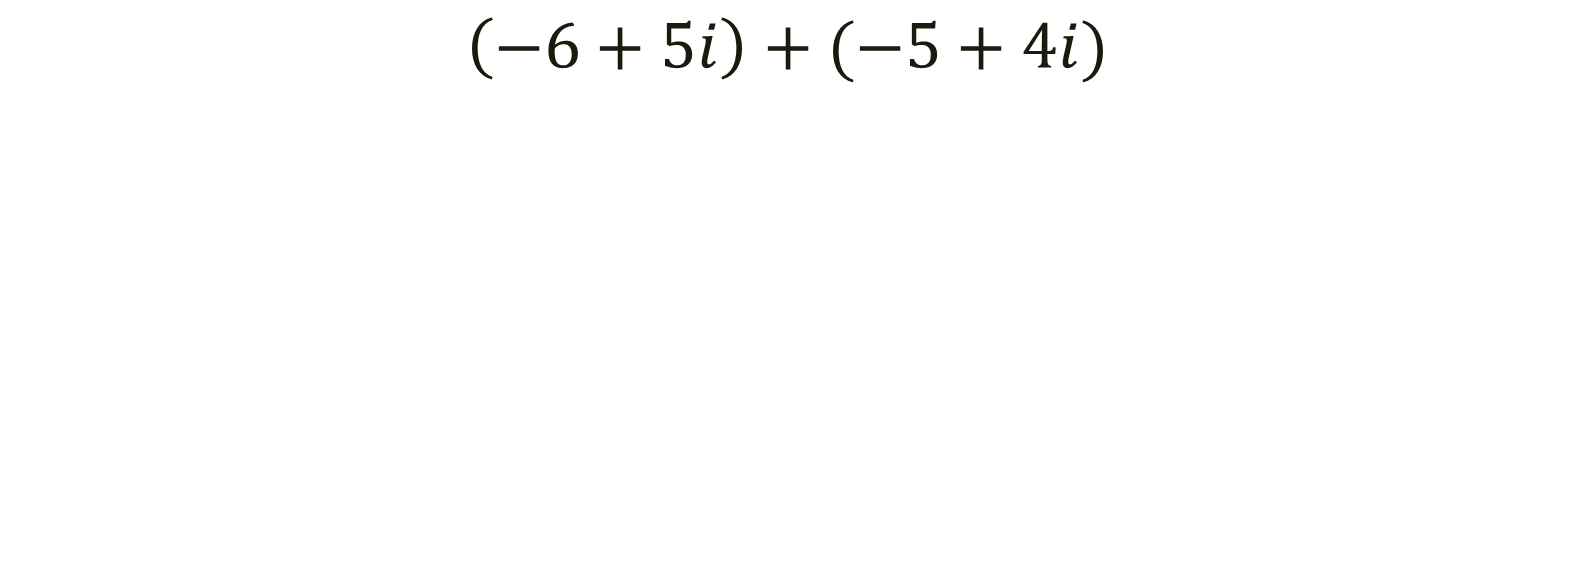 (−6 + 5i) + (−5 + 4i)